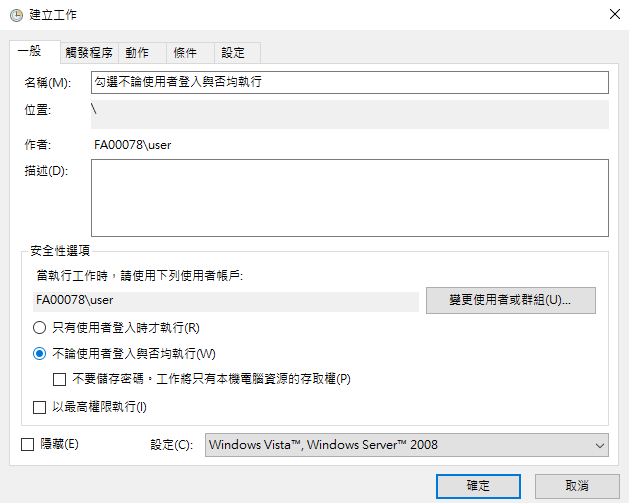 建立工作
一般 觸發程序 動作 條件 設定
名稱(M): 勾選不論使用者登入與否均執行
位置: \
作者: FA00078\user
描述(D):
安全性選項
當執行工作時，請使用下列使用者帳戶:
FA00078\user 變更使用者或群組(U)...
只有使用者登入時才執行(R)
不論使用者登入與否均執行(W)
不要儲存密碼。工作將只有本機電腦資源的存取權(P)
以最高權限執行(I)
隱藏(E) 設定(C): Windows Vista™, Windows Server™ 2008
確定 取消